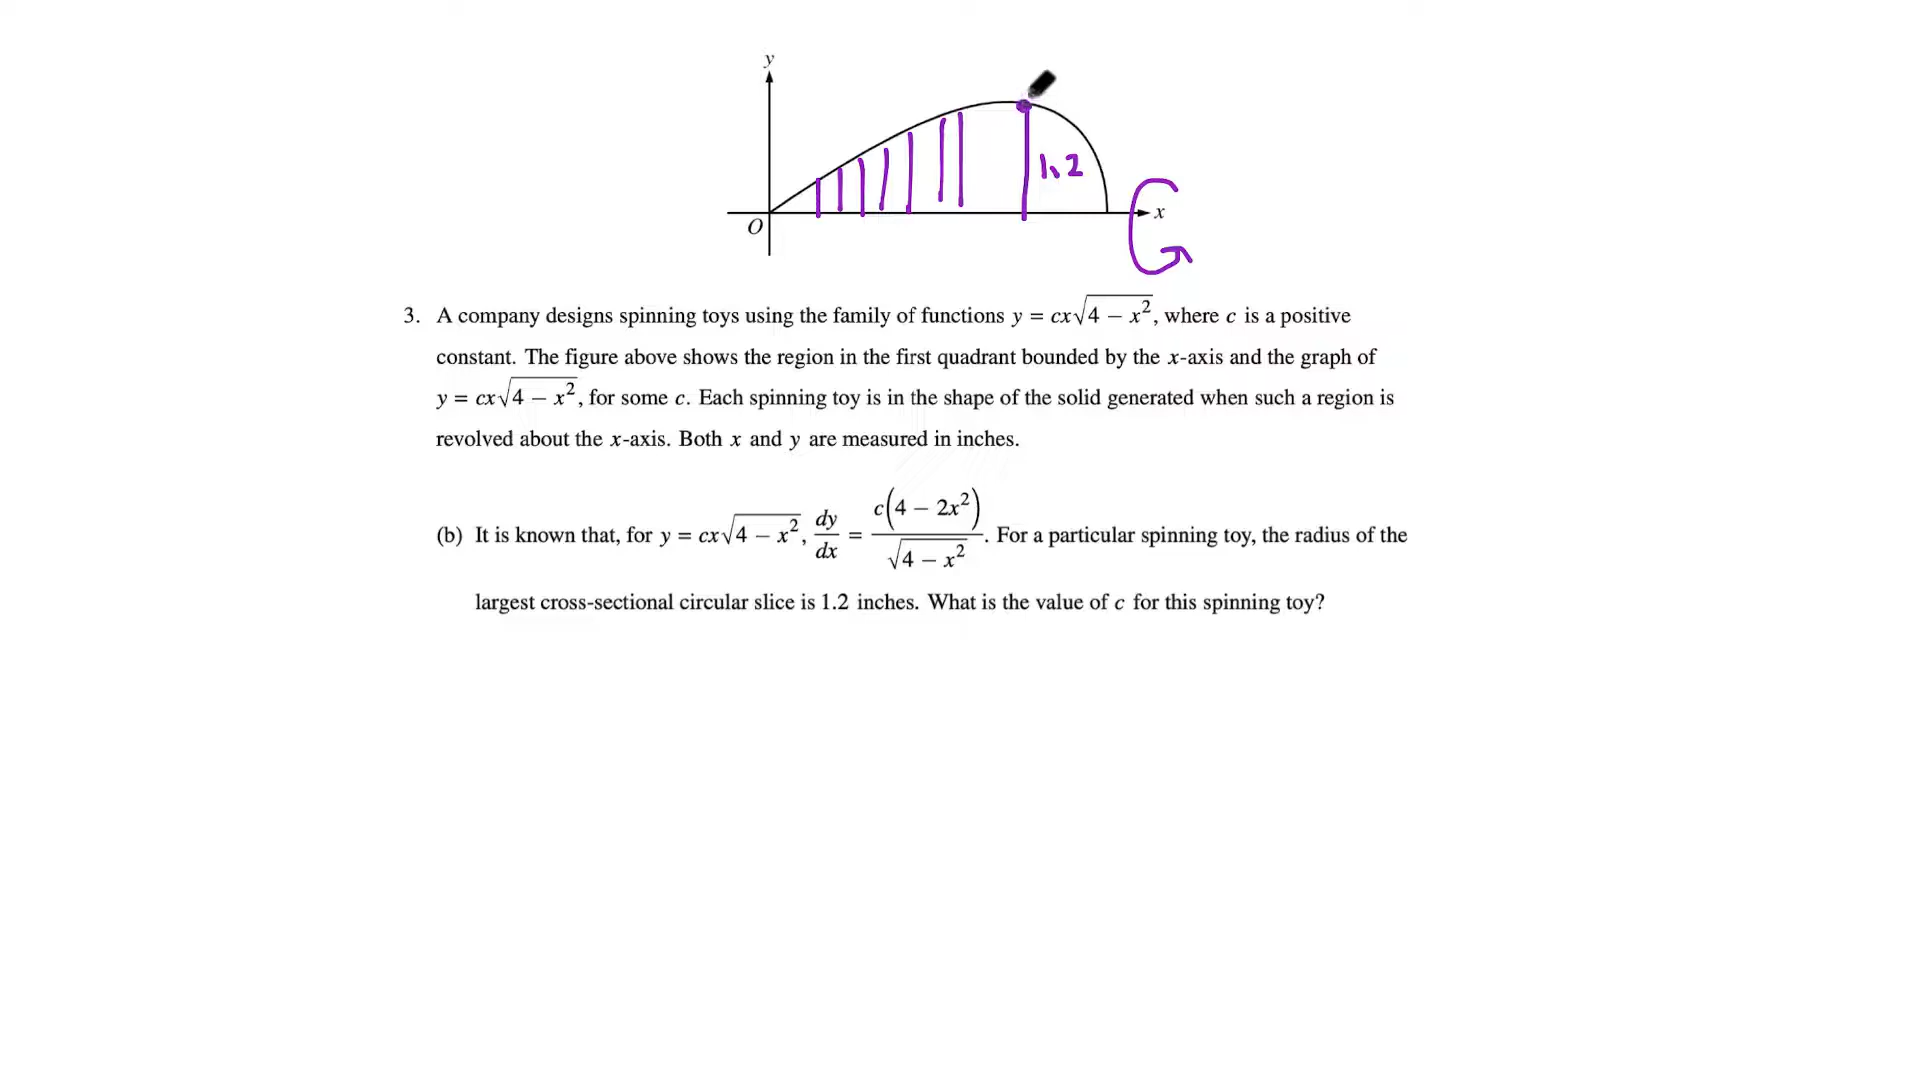 y
1.2
x
O
3. A company designs spinning toys using the family of functions y = cx√(4 − x²), where c is a positive
constant. The figure above shows the region in the first quadrant bounded by the x-axis and the graph of
y = cx√(4 − x²), for some c. Each spinning toy is in the shape of the solid generated when such a region is
revolved about the x-axis. Both x and y are measured in inches.
(b) It is known that, for y = cx√(4 − x²), dy/dx = c(4 − 2x²)/√(4 − x²). For a particular spinning toy, the radius of the
largest cross-sectional circular slice is 1.2 inches. What is the value of c for this spinning toy?